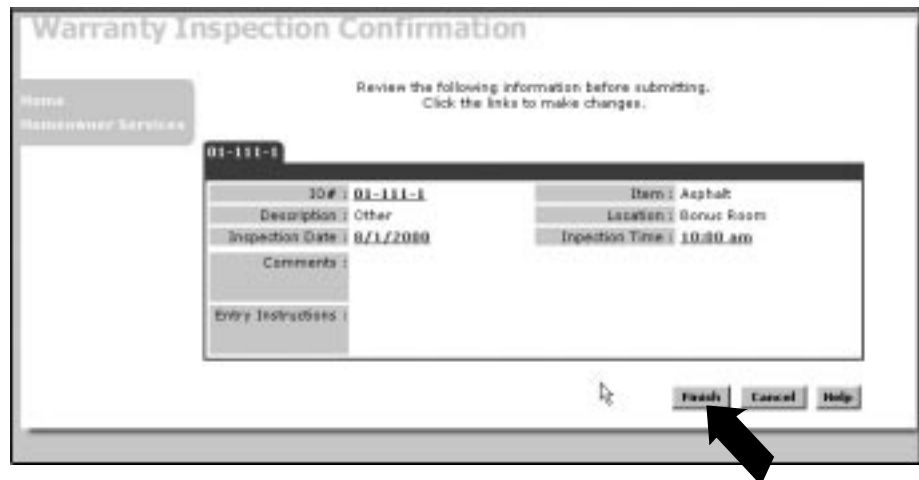 Warranty Inspection Confirmation
Review the following information before submitting.
Click the links to make changes.
Home
Homeowner Services
01-111-1
ID# : 01-111-1 Item : Asphalt
Description : Other Location : Bonus Room
Inspection Date : 8/1/2000 Inpection Time : 10:00 am
Comments :
Entry Instructions :
Finish Cancel Help